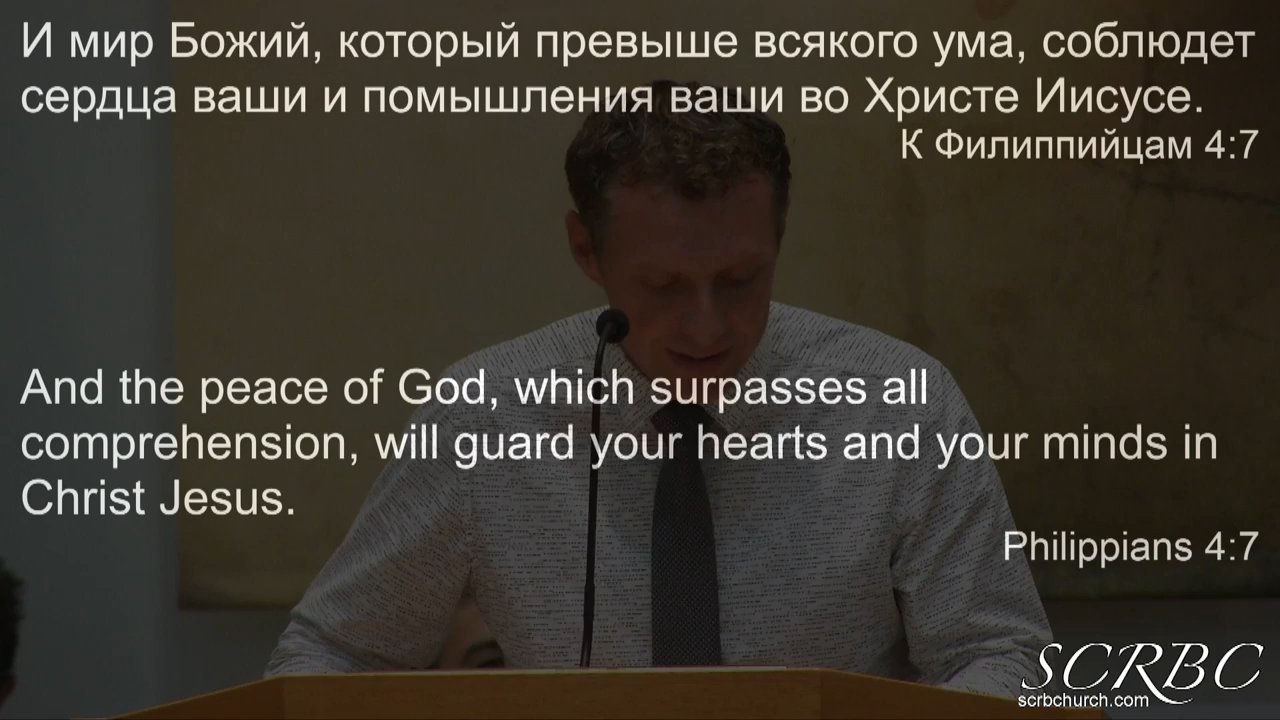 И мир Божий, который превыше всякого ума, соблюдет
сердца ваши и помышления ваши во Христе Иисусе.
К Филиппийцам 4:7
And the peace of God, which surpasses all
comprehension, will guard your hearts and your minds in
Christ Jesus.
Philippians 4:7
SCRBC
scrbchurch.com